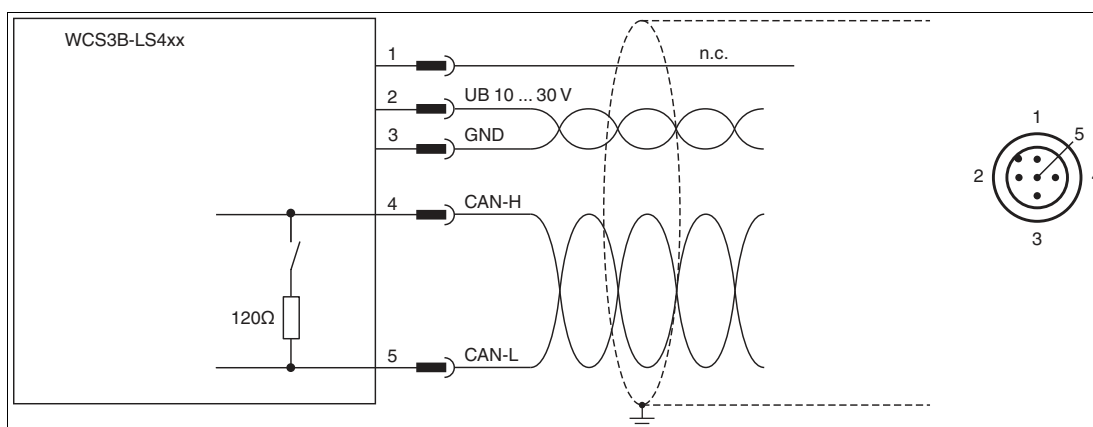 WCS3B-LS4xx
1
n.c.
2
UB 10 ... 30 V
3
GND
4
CAN-H
120Ω
5
CAN-L
1
5
2
3